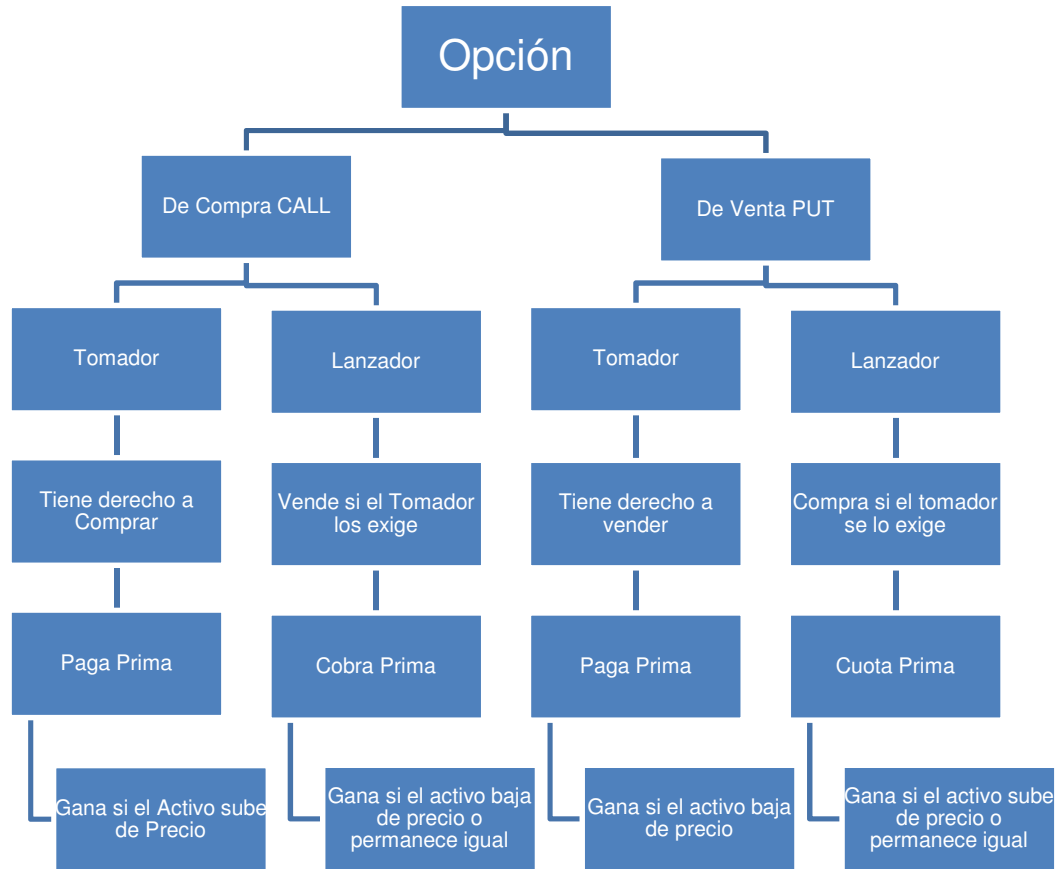 Opción
De Compra CALL
De Venta PUT
Tomador
Lanzador
Tomador
Lanzador
Tiene derecho a
Comprar
Vende si el Tomador
los exige
Tiene derecho a
vender
Compra si el tomador
se lo exige
Paga Prima
Cobra Prima
Paga Prima
Cuota Prima
Gana si el Activo sube
de Precio
Gana si el activo baja
de precio o
permanece igual
Gana si el activo baja
de precio
Gana si el activo sube
de precio o
permanece igual